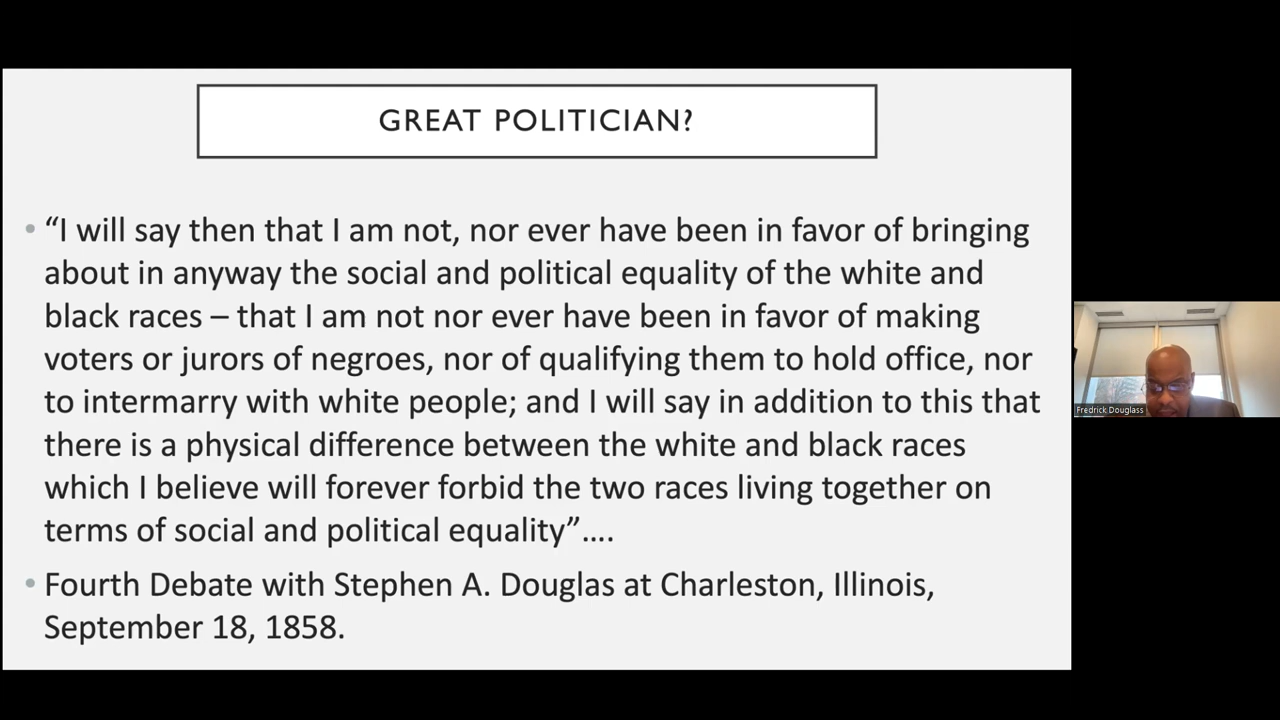 GREAT POLITICIAN?
• “I will say then that I am not, nor ever have been in favor of bringing
about in anyway the social and political equality of the white and
black races – that I am not nor ever have been in favor of making
voters or jurors of negroes, nor of qualifying them to hold office, nor
to intermarry with white people; and I will say in addition to this that
there is a physical difference between the white and black races
which I believe will forever forbid the two races living together on
terms of social and political equality”….
• Fourth Debate with Stephen A. Douglas at Charleston, Illinois,
September 18, 1858.
Fredrick Douglass